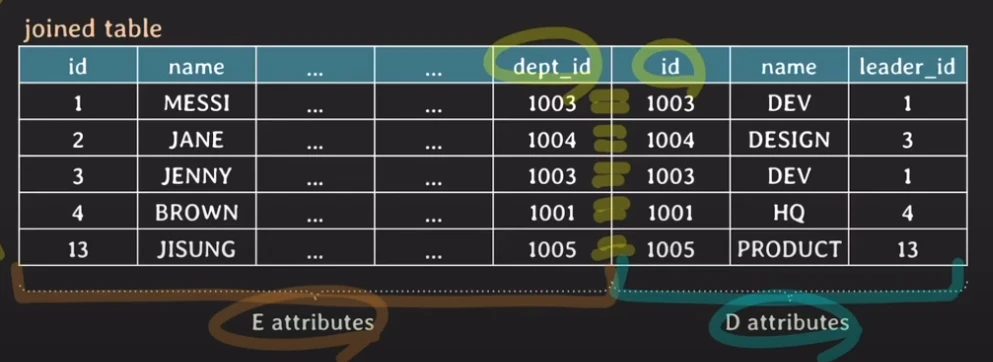 joined table
id name ... ... dept_id id name leader_id
1 MESSI ... ... 1003 1003 DEV 1
2 JANE ... ... 1004 1004 DESIGN 3
3 JENNY ... ... 1003 1003 DEV 1
4 BROWN ... ... 1001 1001 HQ 4
13 JISUNG ... ... 1005 1005 PRODUCT 13
E attributes D attributes